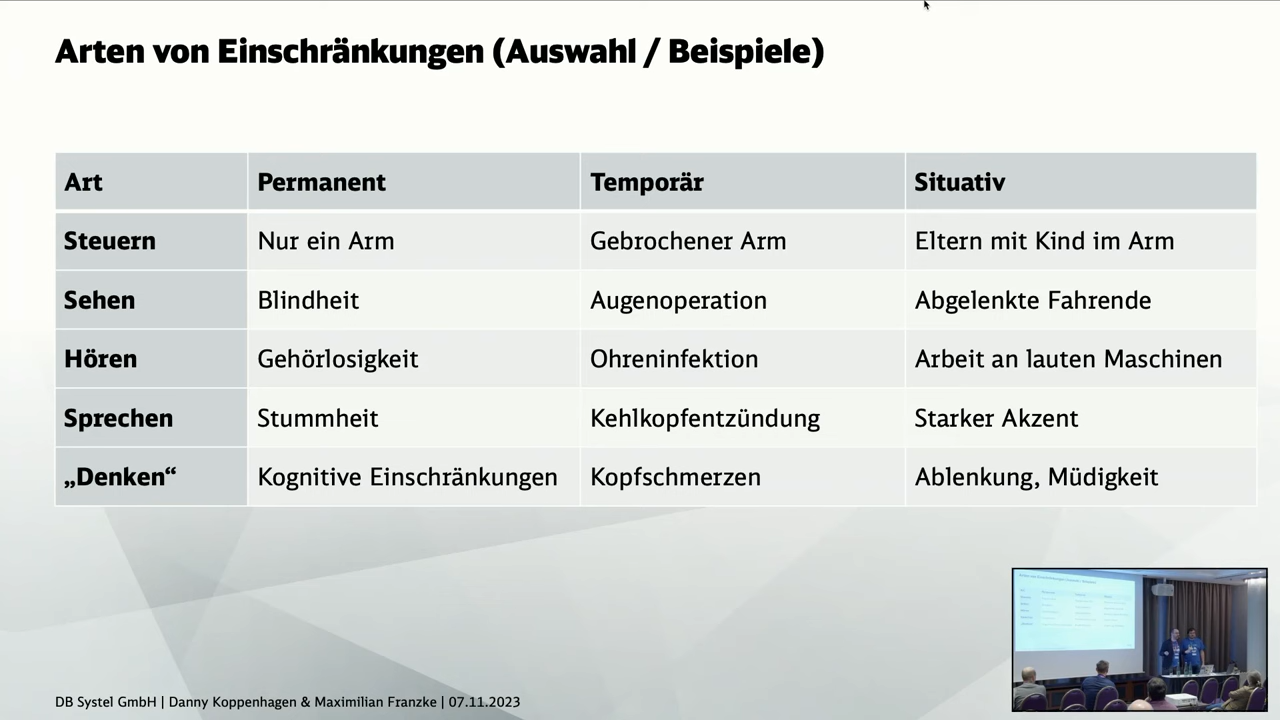 Arten von Einschränkungen (Auswahl / Beispiele)
Art Permanent Temporär Situativ
Steuern Nur ein Arm Gebrochener Arm Eltern mit Kind im Arm
Sehen Blindheit Augenoperation Abgelenkte Fahrende
Hören Gehörlosigkeit Ohreninfektion Arbeit an lauten Maschinen
Sprechen Stummheit Kehlkopfentzündung Starker Akzent
„Denken“ Kognitive Einschränkungen Kopfschmerzen Ablenkung, Müdigkeit
DB Systel GmbH | Danny Koppenhagen & Maximilian Franzke | 07.11.2023